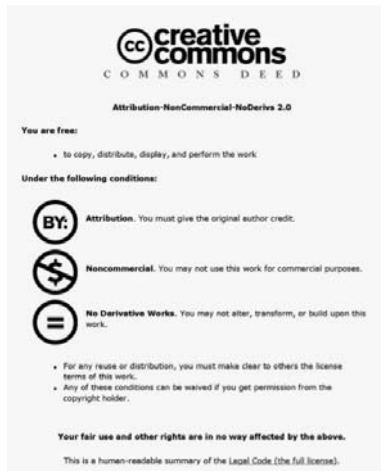 cc creative
commons
COMMONS DEED
Attribution-NonCommercial-NoDerivs 2.0
You are free:
• to copy, distribute, display, and perform the work
Under the following conditions:
BY: Attribution. You must give the original author credit.
$ Noncommercial. You may not use this work for commercial purposes.
= No Derivative Works. You may not alter, transform, or build upon this
work.
• For any reuse or distribution, you must make clear to others the license
terms of this work.
• Any of these conditions can be waived if you get permission from the
copyright holder.
Your fair use and other rights are in no way affected by the above.
This is a human-readable summary of the Legal Code (the full license).